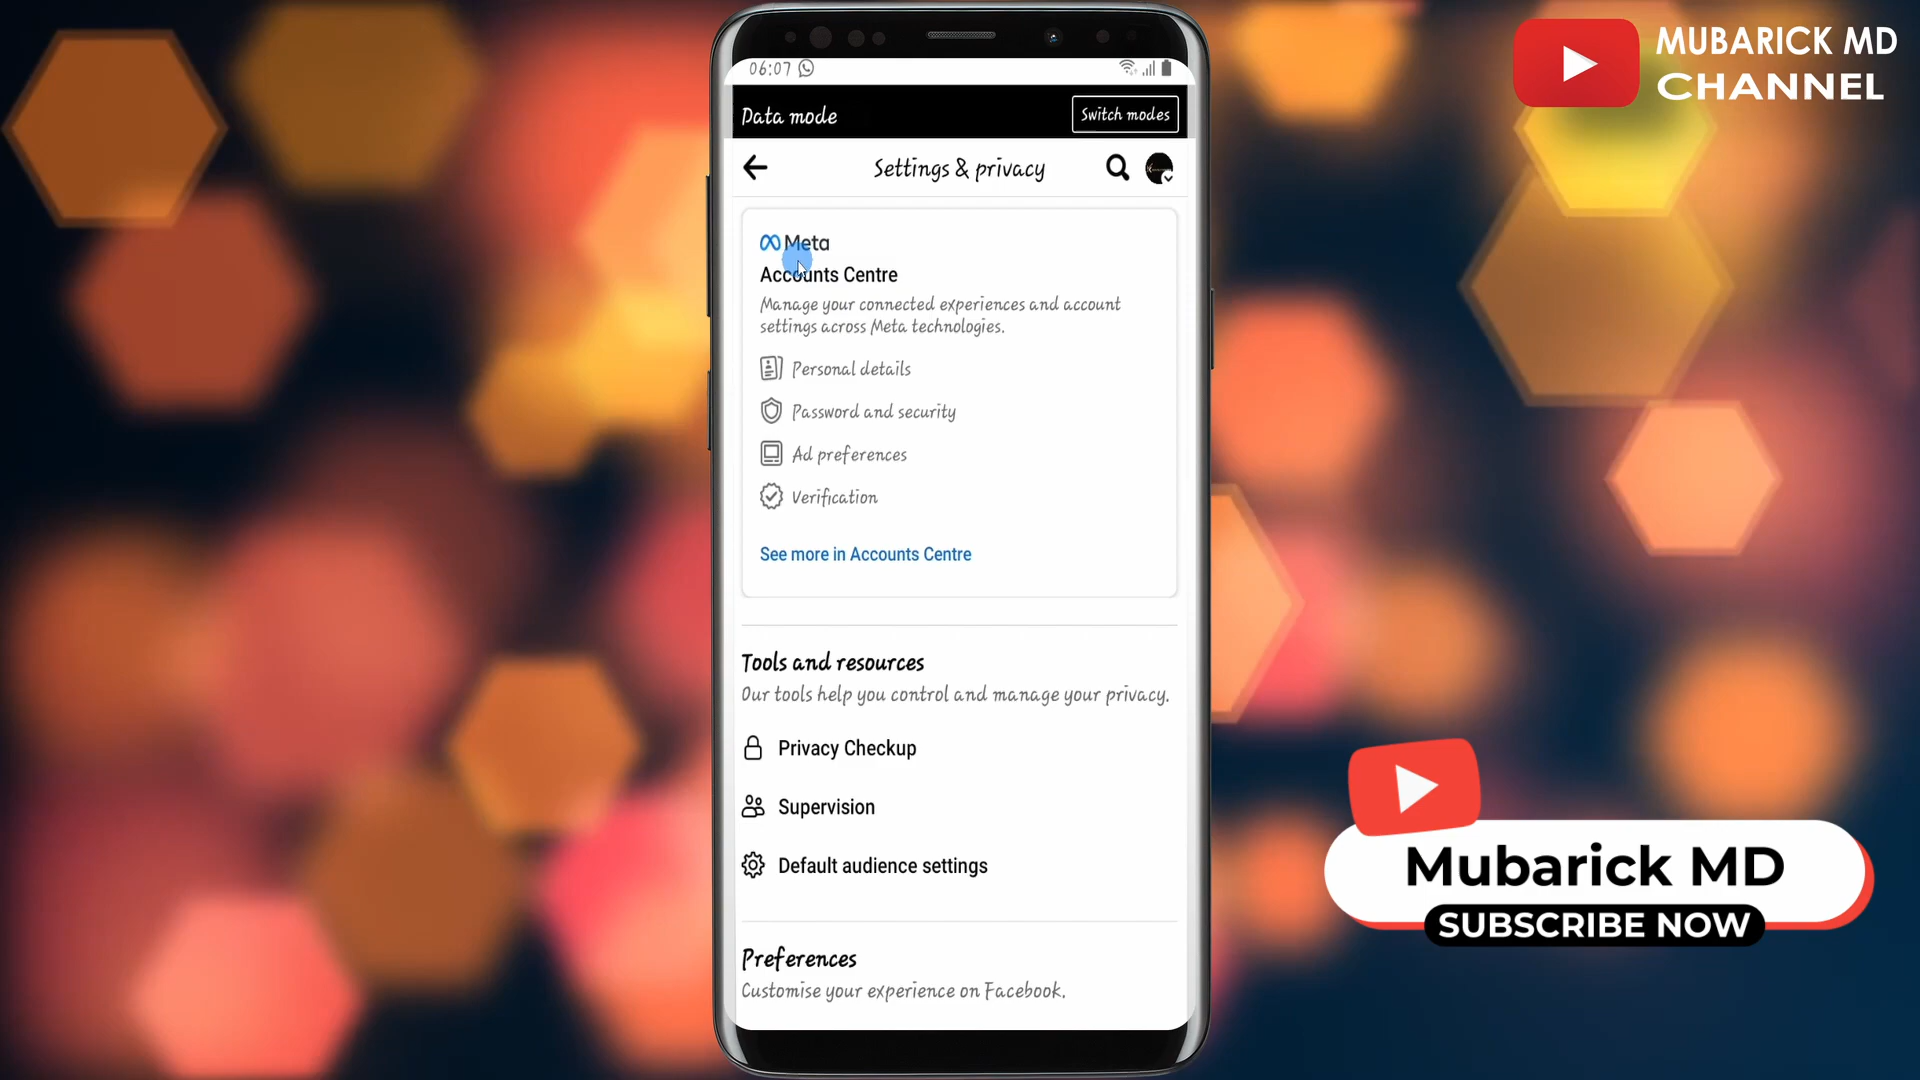 MUBARICK MD
CHANNEL
06:07
Data mode
Switch modes
Settings & privacy
Meta
Accounts Centre
Manage your connected experiences and account
settings across Meta technologies.
Personal details
Password and security
Ad preferences
Verification
See more in Accounts Centre
Tools and resources
Our tools help you control and manage your privacy.
Privacy Checkup
Supervision
Default audience settings
Preferences
Customise your experience on Facebook.
Mubarick MD
SUBSCRIBE NOW